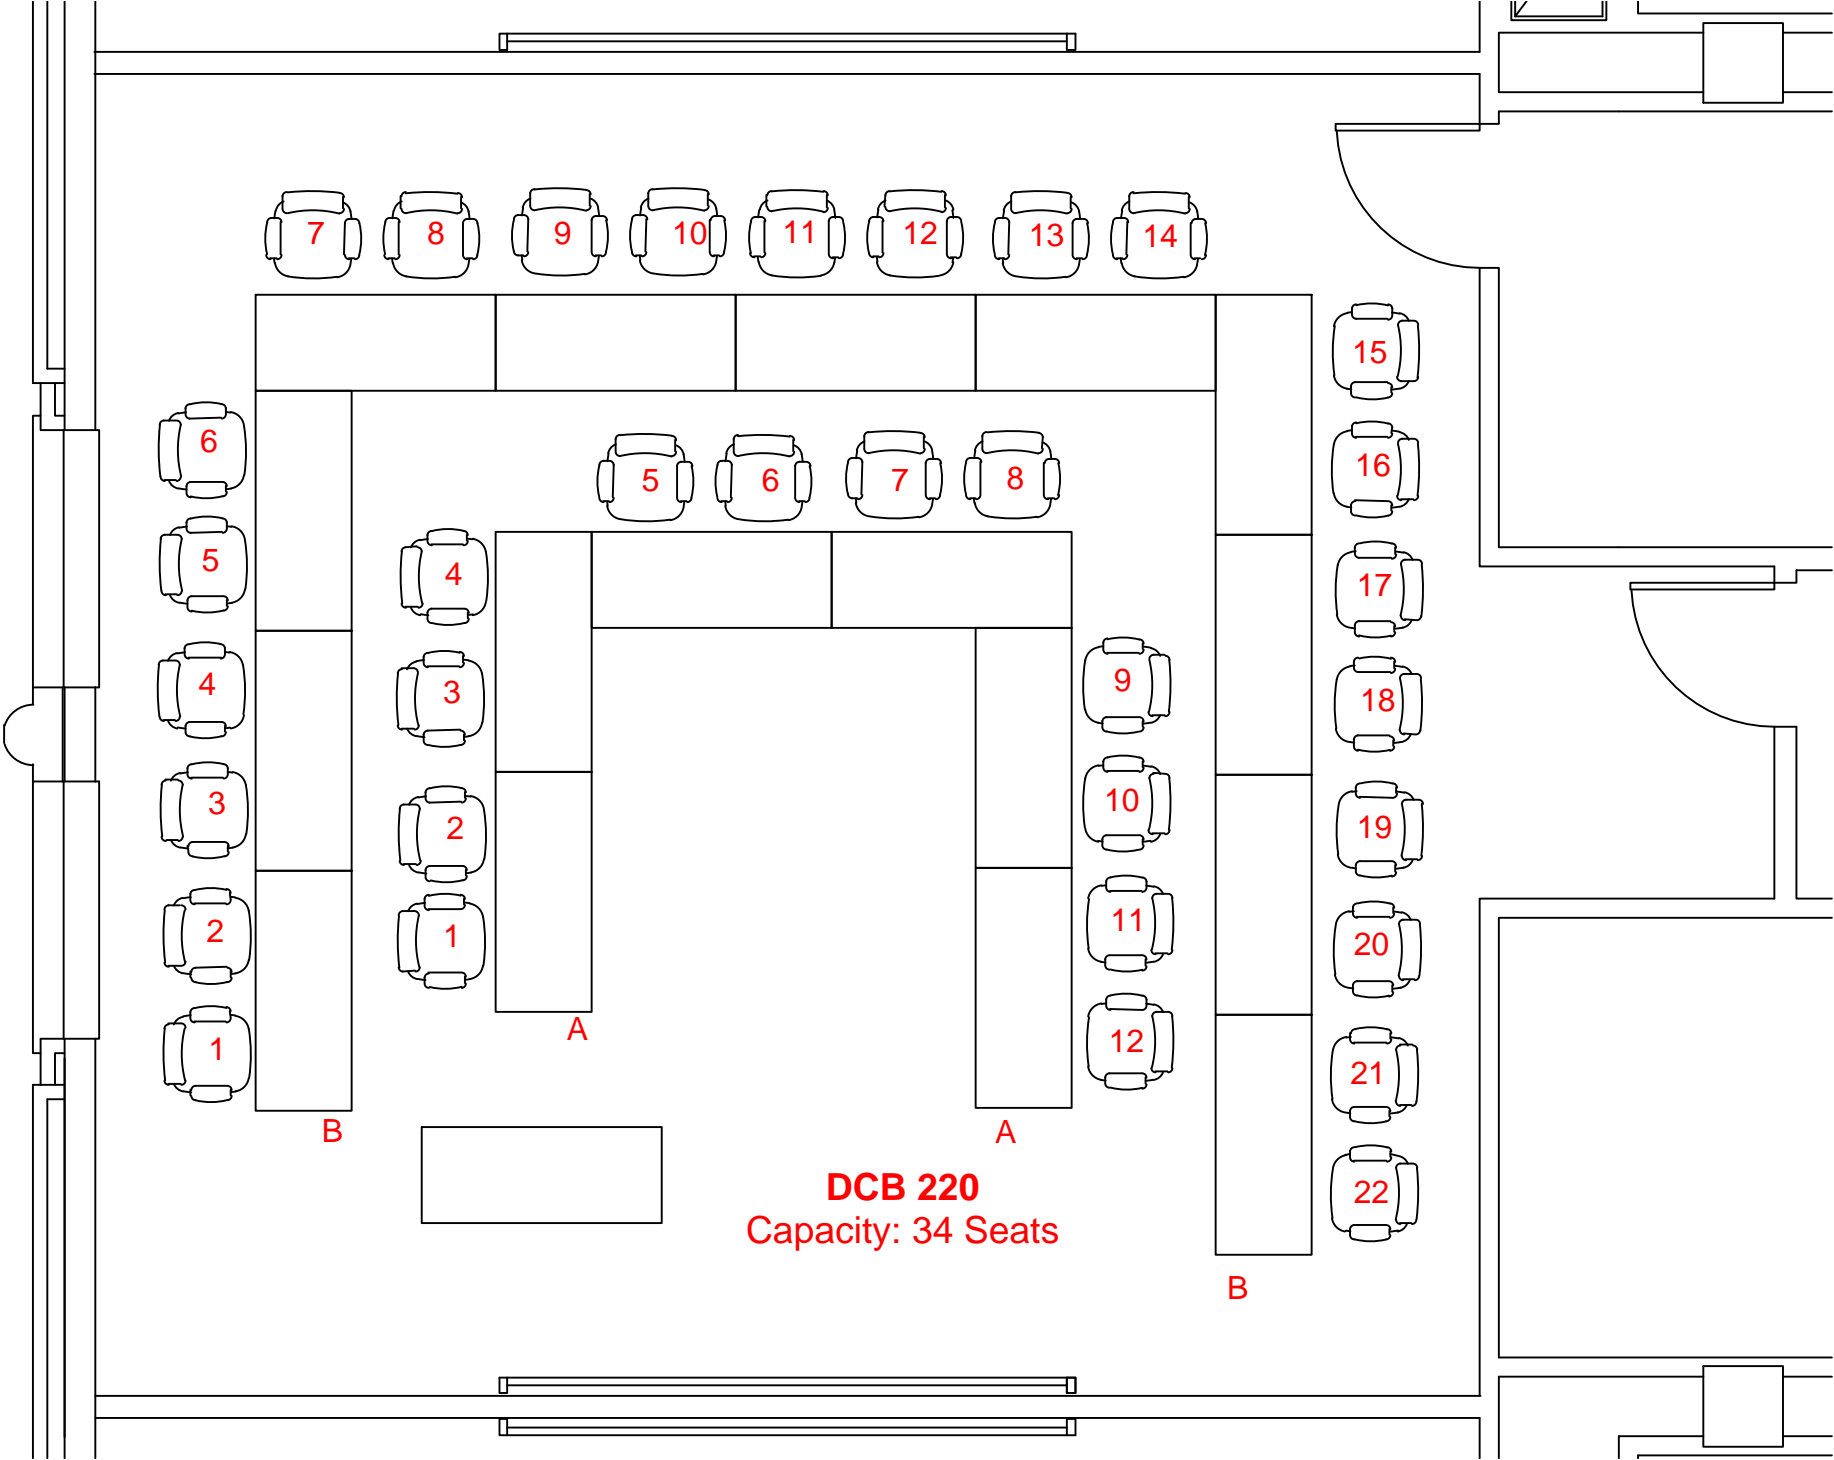 7 8 9 10 11 12 13 14
15
6 5 6 7 8 16
5 4 17
4 3 9 18
3 2 10 19
2 1 11 20
1 A 12 21
B A
DCB 220 22
Capacity: 34 Seats
B